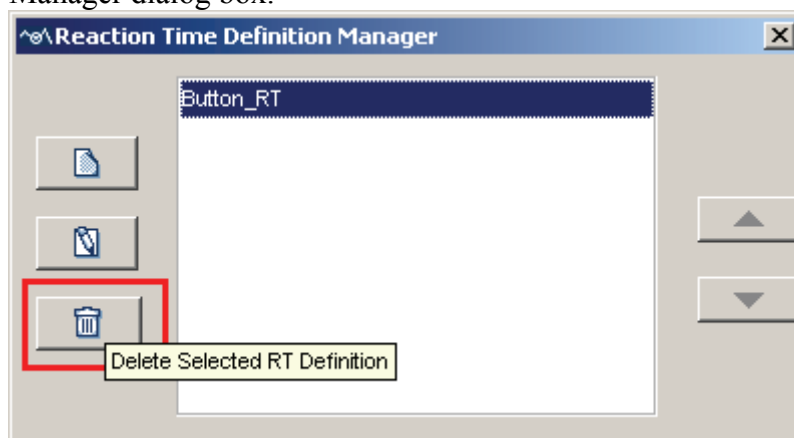 Manager dialog box.
Reaction Time Definition Manager
Button_RT
Delete Selected RT Definition